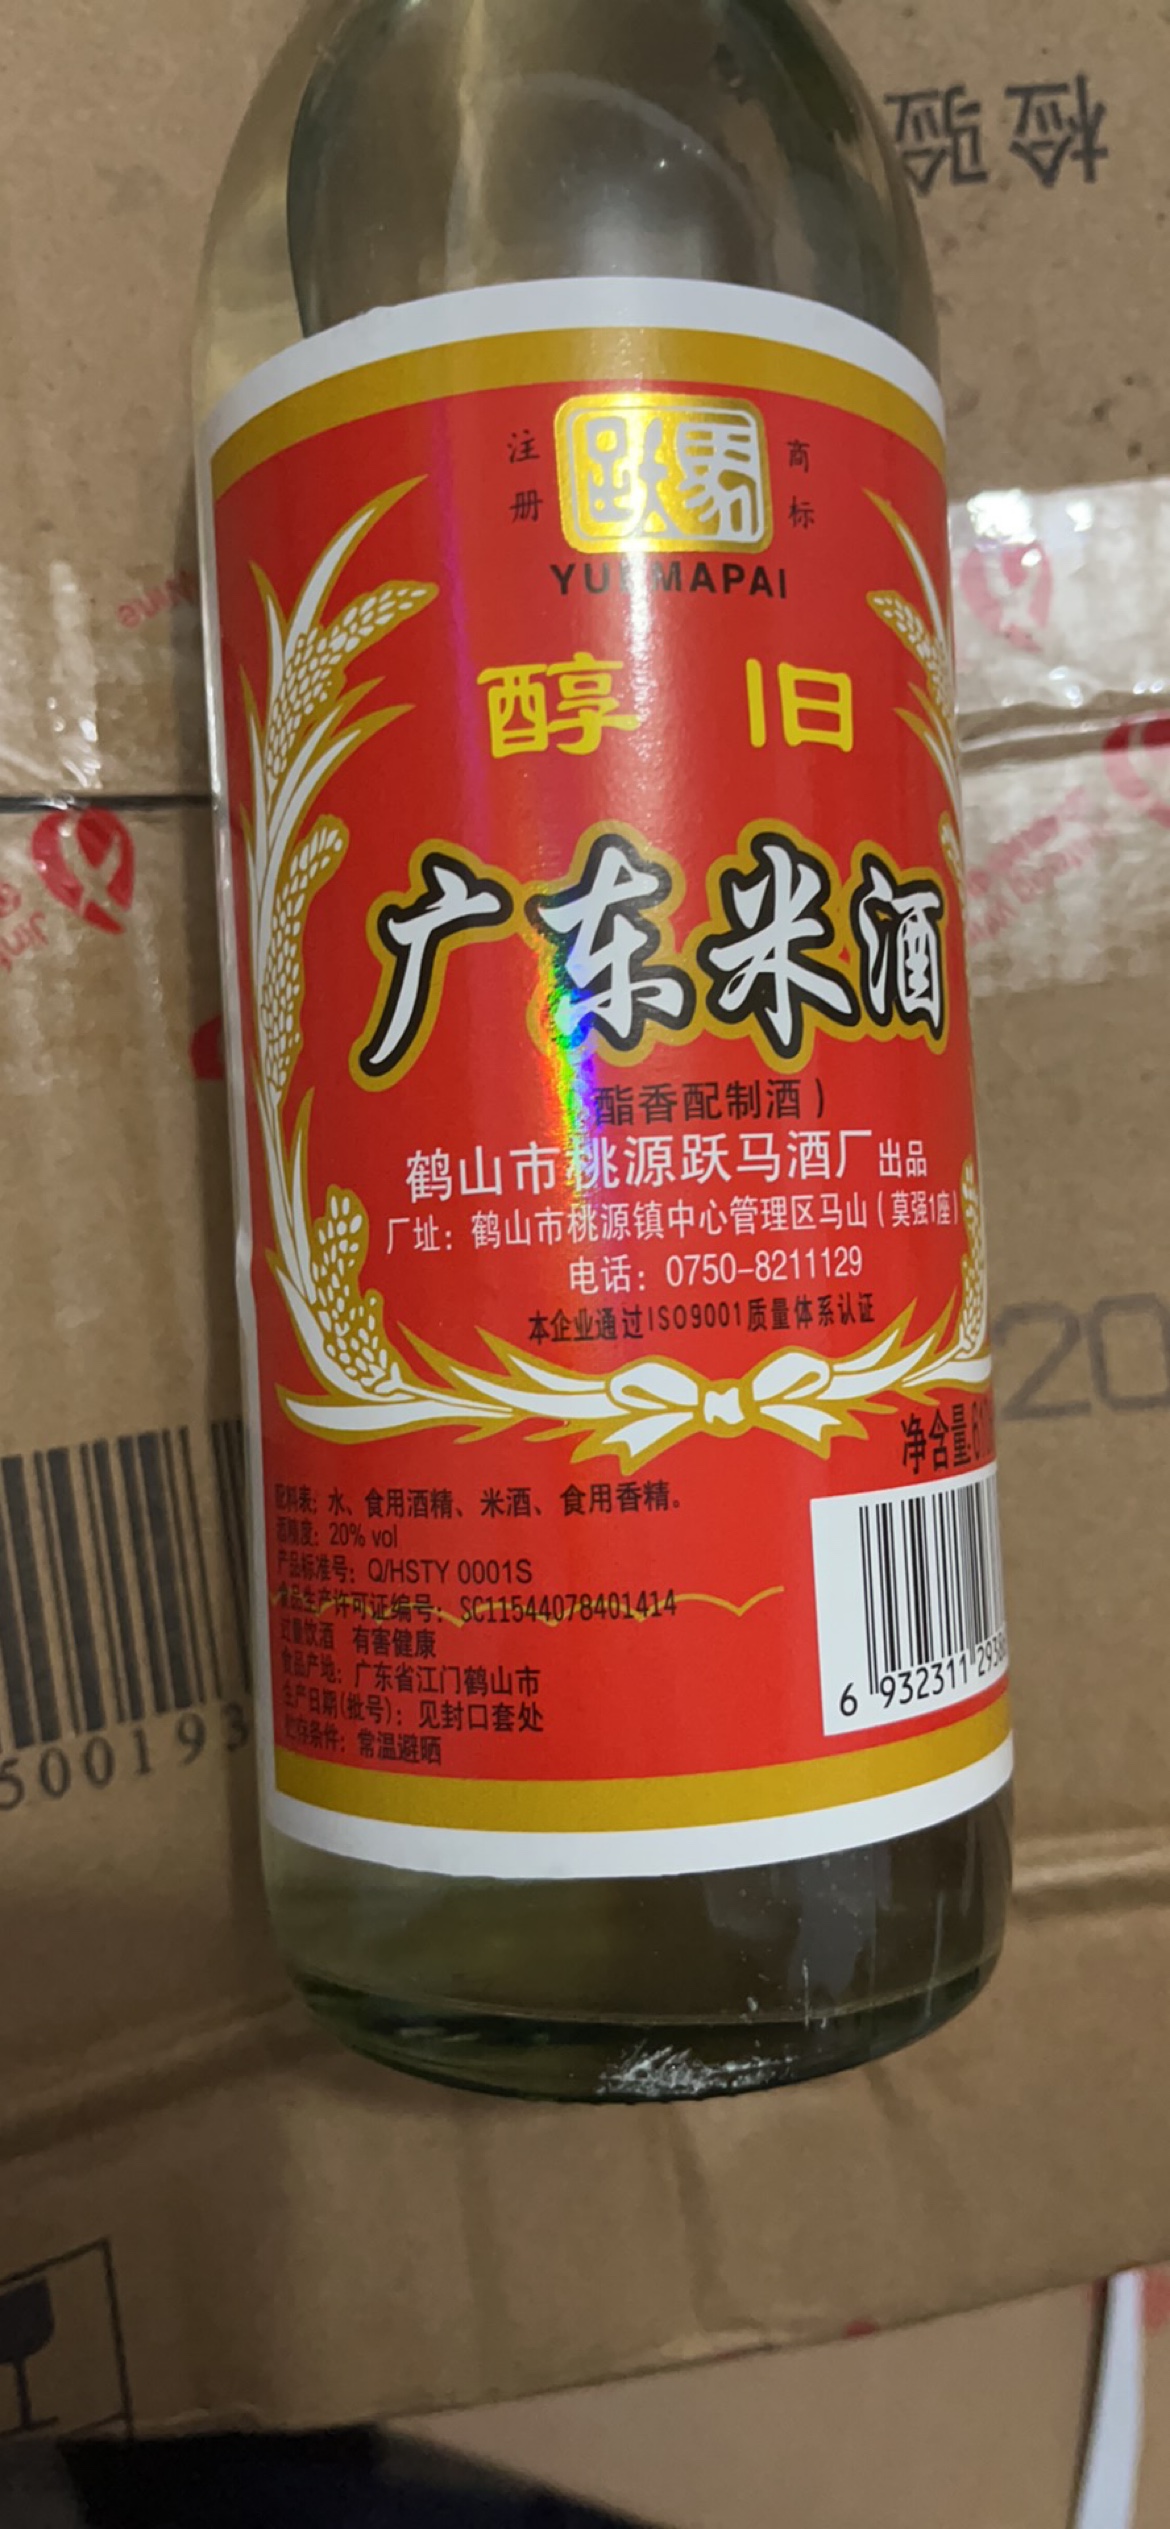 检验
注册
跃马
商标
YUEMAPAI
醇旧
广东米酒
酯香配制酒）
鹤山市桃源跃马酒厂出品
厂址：鹤山市桃源镇中心管理区马山（莫强1座）
电话：0750-8211129
本企业通过ISO9001质量体系认证
净含量:61
配料表：水、食用酒精、米酒、食用香精。
酒精度：20% vol
产品标准号：Q/HSTY 0001S
食品生产许可证编号：SC11544078401414
过量饮酒 有害健康
食品产地：广东省江门鹤山市
生产日期(批号)：见封口套处
贮存条件：常温避晒
6 932311 2938
500193
20